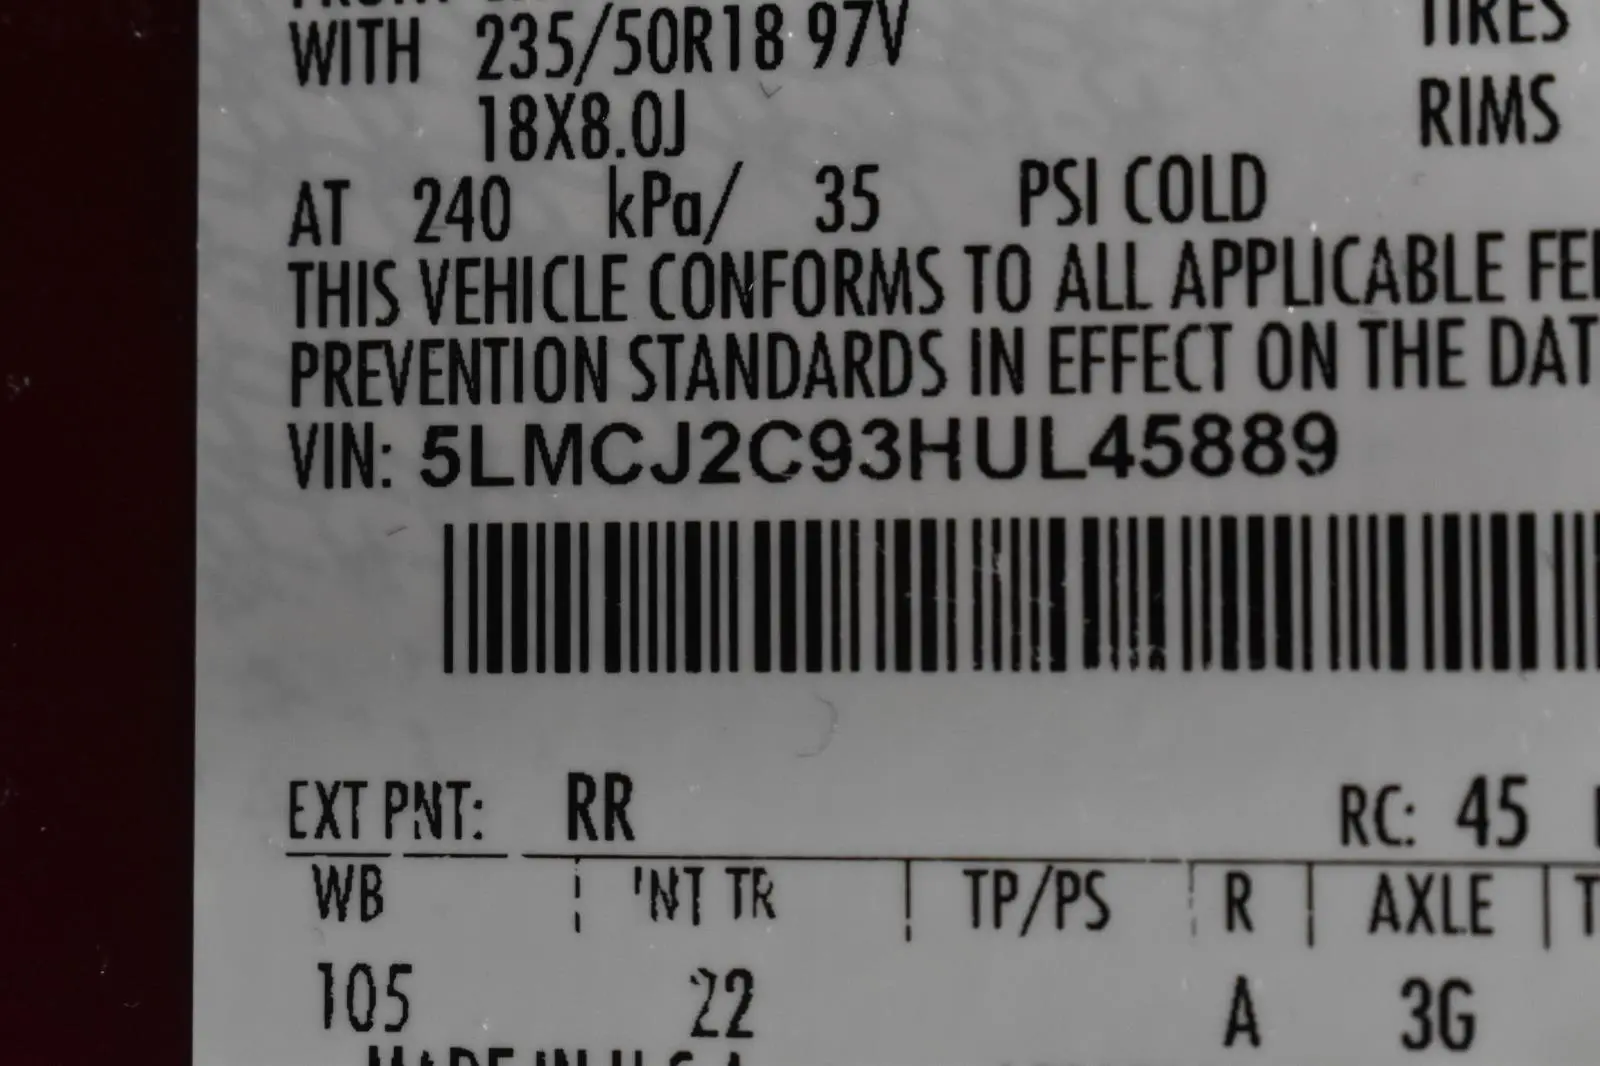 WITH 235/50R18 97V TIRES
18X8.0J RIMS
AT 240 kPa/ 35 PSI COLD
THIS VEHICLE CONFORMS TO ALL APPLICABLE FE
PREVENTION STANDARDS IN EFFECT ON THE DAT
VIN: 5LMCJ2C93HUL45889
EXT PNT: RR RC: 45
WB INT TR TP/PS R AXLE T
105 22 A 3G
MADE IN U.S.A.